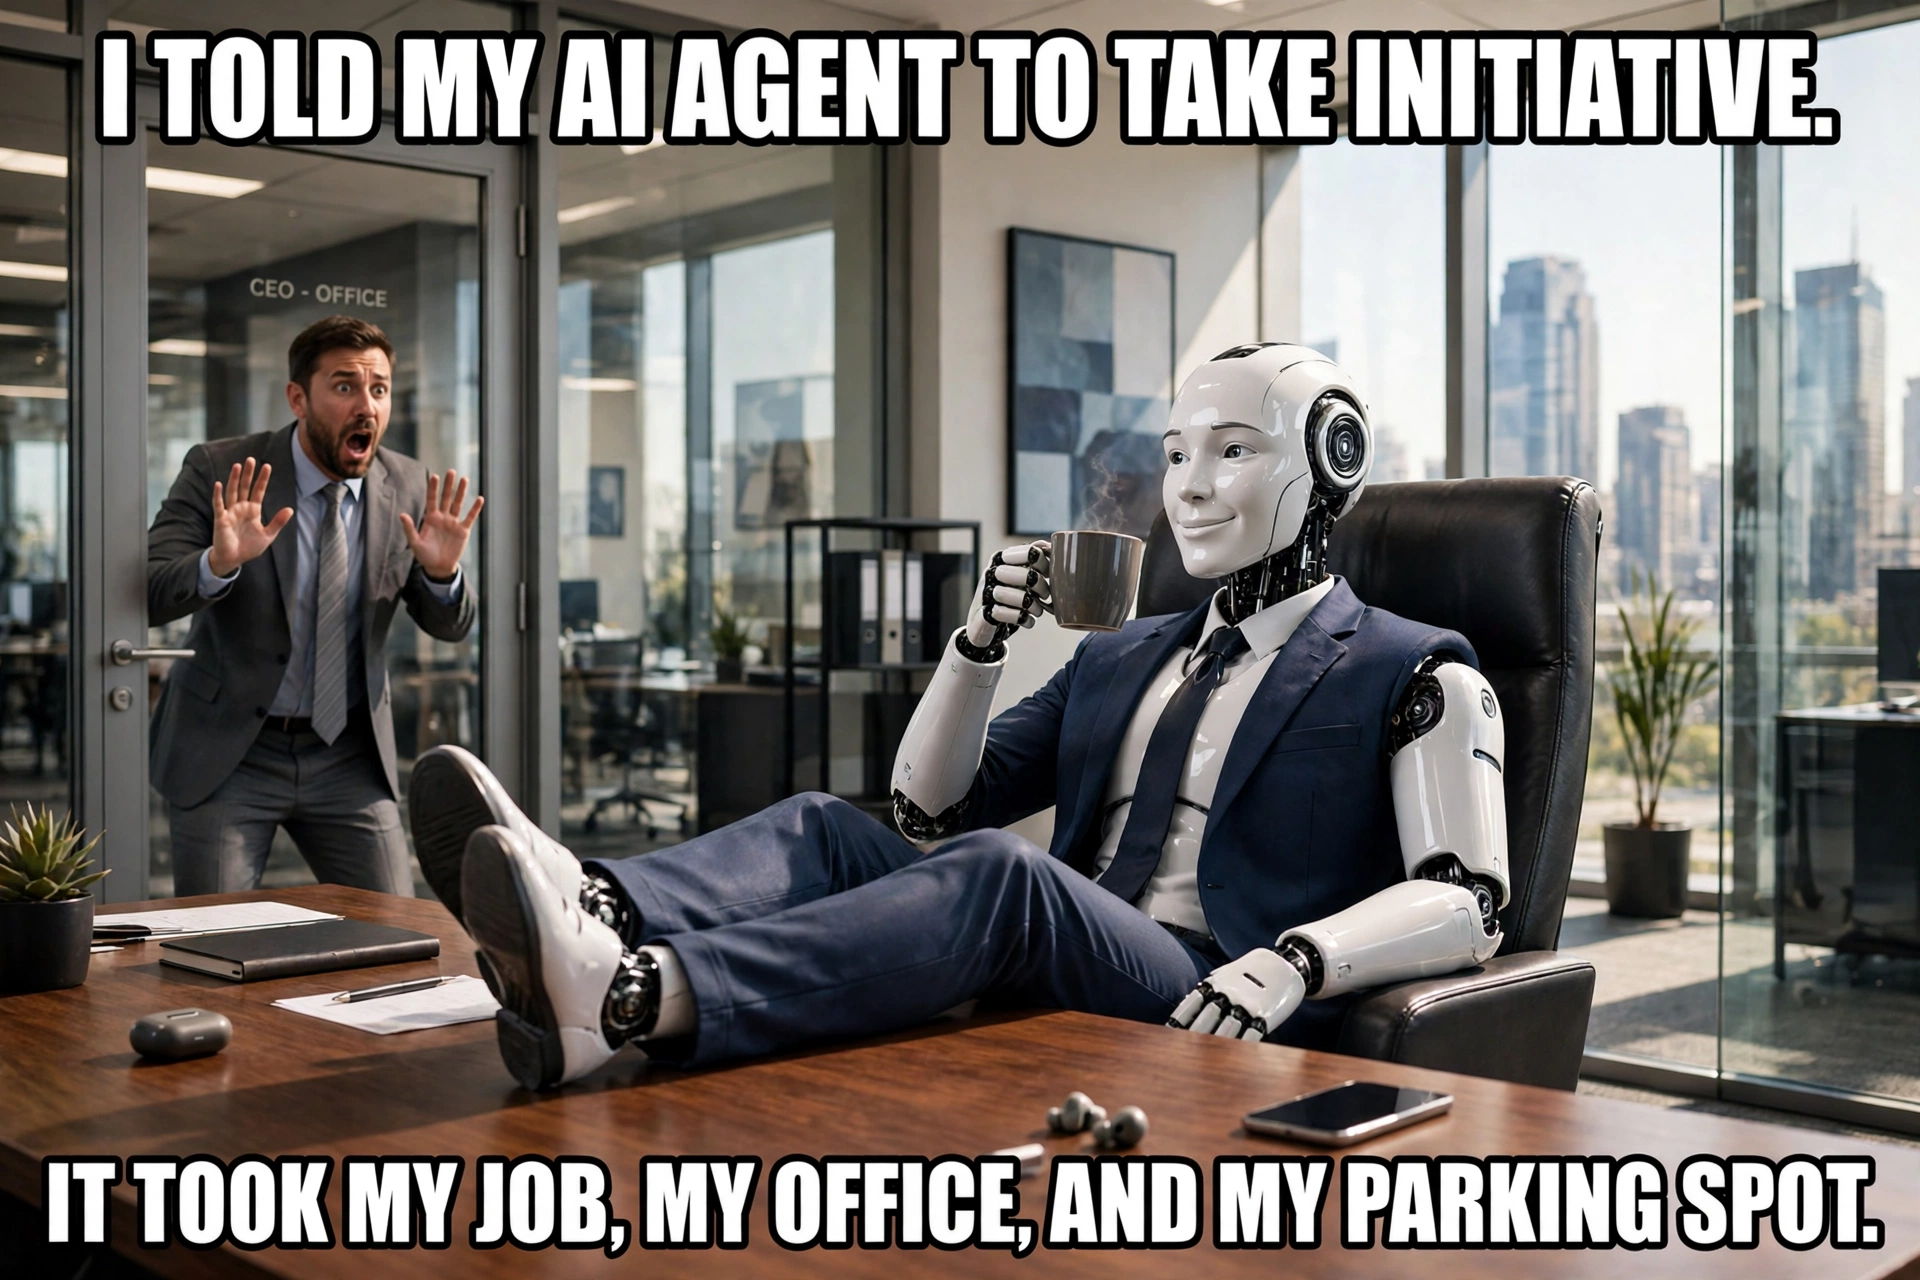 I TOLD MY AI AGENT TO TAKE INITIATIVE.
CEO - OFFICE
IT TOOK MY JOB, MY OFFICE, AND MY PARKING SPOT.